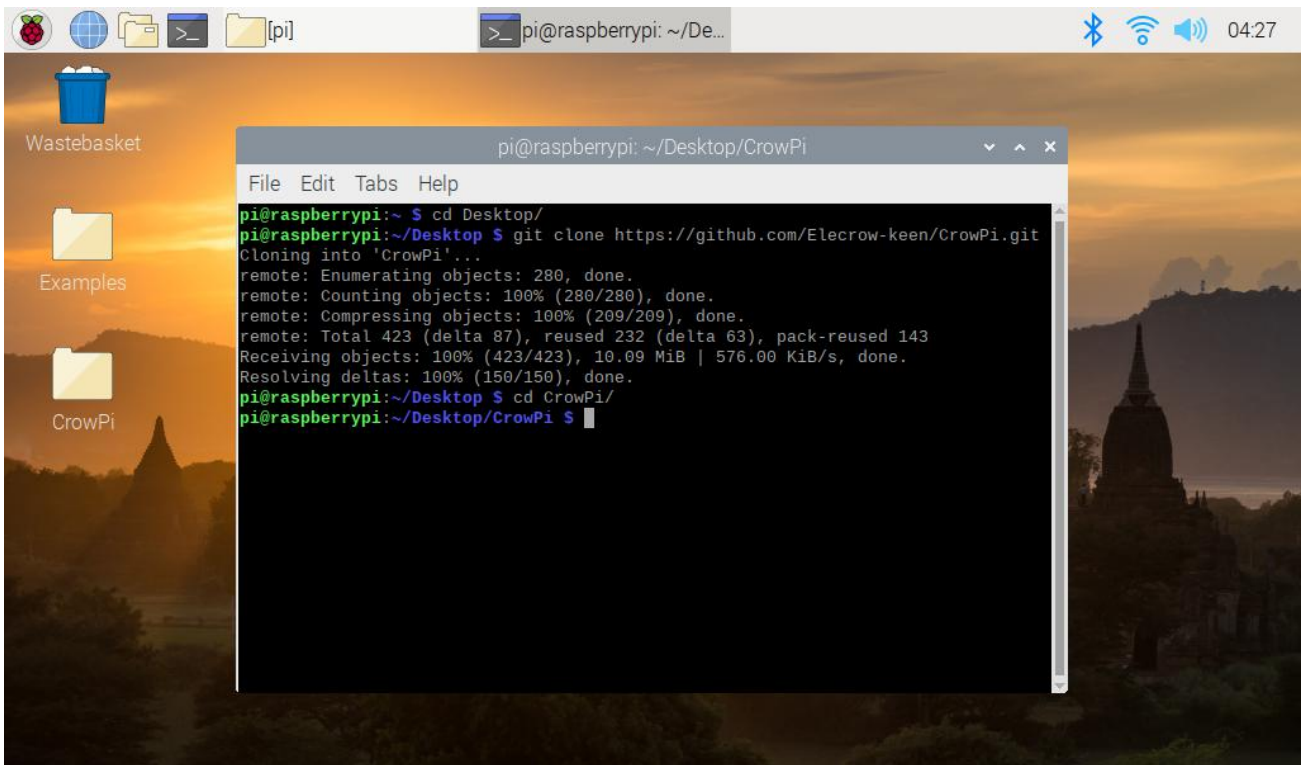 [pi]
pi@raspberrypi: ~/De...
04:27
Wastebasket
Examples
CrowPi
pi@raspberrypi: ~/Desktop/CrowPi
File Edit Tabs Help
pi@raspberrypi:~ $ cd Desktop/
pi@raspberrypi:~/Desktop $ git clone https://github.com/Elecrow-keen/CrowPi.git
Cloning into 'CrowPi'...
remote: Enumerating objects: 280, done.
remote: Counting objects: 100% (280/280), done.
remote: Compressing objects: 100% (209/209), done.
remote: Total 423 (delta 87), reused 232 (delta 63), pack-reused 143
Receiving objects: 100% (423/423), 10.09 MiB | 576.00 KiB/s, done.
Resolving deltas: 100% (150/150), done.
pi@raspberrypi:~/Desktop $ cd CrowPi/
pi@raspberrypi:~/Desktop/CrowPi $